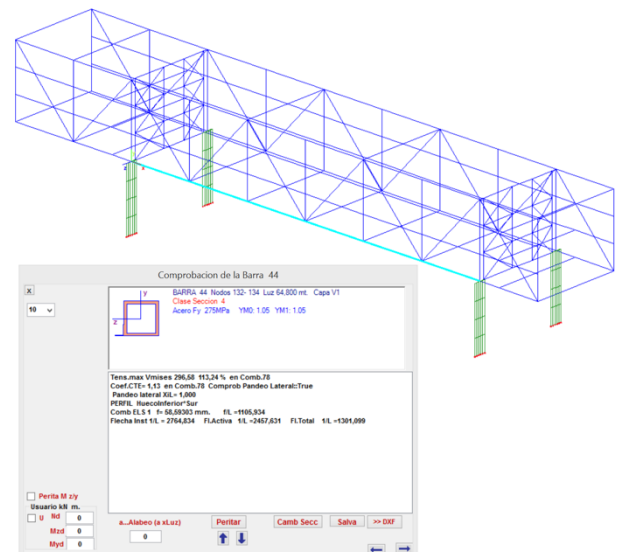 z x
Comprobacion de la Barra 44
x
10
y
z
BARRA 44 Nodos 132- 134 Luz 64,800 mt. Capa V1
Clase Seccion 4
Acero Fy 275MPa YM0: 1.05 YM1: 1.05
Tens.max Vmises 296,58 113,24 % en Comb.78
Coef.CTE= 1,13 en Comb.78 Comprob Pandeo Lateral::True
Pandeo lateral XiL= 1,000
PERFIL HuecoInferior*Sur
Comb ELS 1 f= 58,59303 mm. f/L =1105,934
Flecha Inst 1/L = 2764,834 Fl.Activa 1/L =2457,631 Fl.Total 1/L =1301,099
Perita M z/y
Usuario kN m.
U Nd 0
Mzd 0
Myd 0
a...Alabeo (a xLuz)
0
Peritar
Camb Secc
Salva
>> DXF